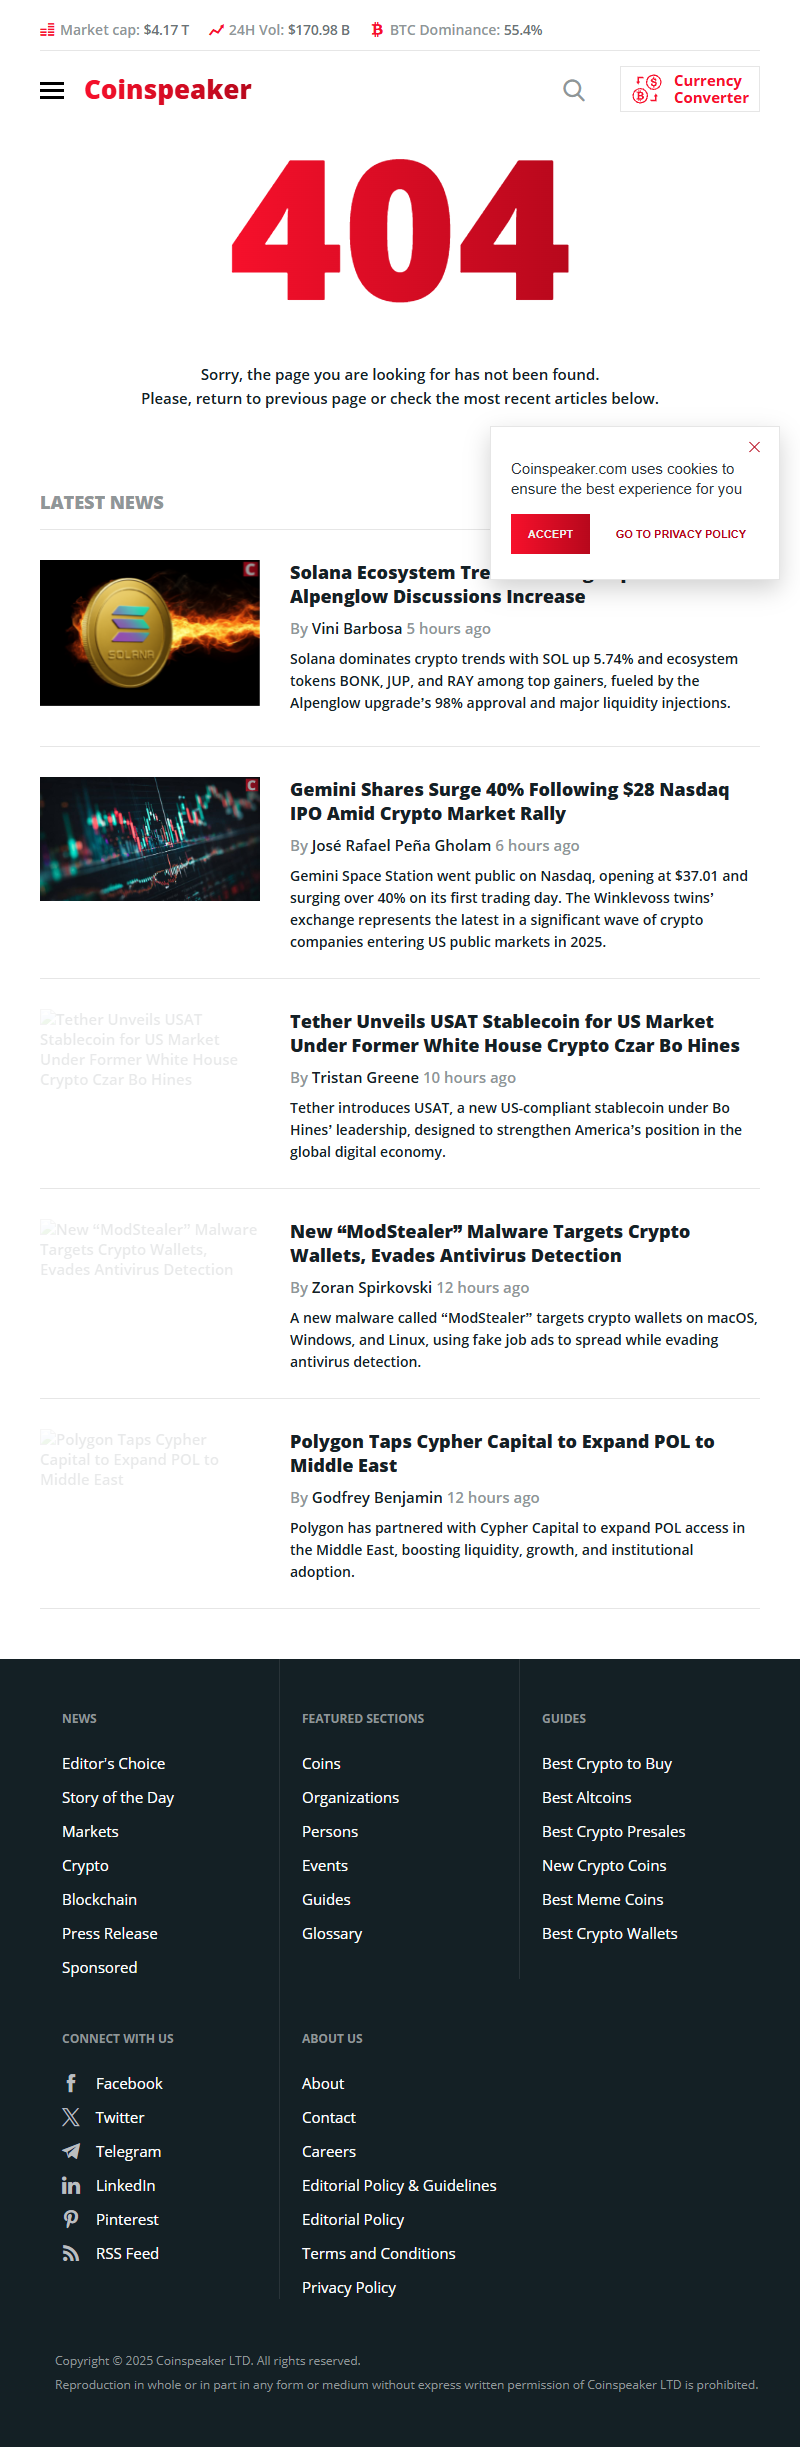 Market cap: $4.17 T 24H Vol: $170.98 B BTC Dominance: 55.4%
Coinspeaker
Currency
Converter
404
Sorry, the page you are looking for has not been found.
Please, return to previous page or check the most recent articles below.
Coinspeaker.com uses cookies to
ensure the best experience for you
ACCEPT GO TO PRIVACY POLICY
LATEST NEWS
C
SOLANA
Solana Ecosystem
Alpenglow Discussions Increase
By Vini Barbosa 5 hours ago
Solana dominates crypto trends with SOL up 5.74% and ecosystem
tokens BONK, JUP, and RAY among top gainers, fueled by the
Alpenglow upgrade’s 98% approval and major liquidity injections.
C
Gemini Shares Surge 40% Following $28 Nasdaq
IPO Amid Crypto Market Rally
By José Rafael Peña Gholam 6 hours ago
Gemini Space Station went public on Nasdaq, opening at $37.01 and
surging over 40% on its first trading day. The Winklevoss twins’
exchange represents the latest in a significant wave of crypto
companies entering US public markets in 2025.
Tether Unveils USAT
Stablecoin for US Market
Under Former White House
Crypto Czar Bo Hines
Tether Unveils USAT Stablecoin for US Market
Under Former White House Crypto Czar Bo Hines
By Tristan Greene 10 hours ago
Tether introduces USAT, a new US-compliant stablecoin under Bo
Hines’ leadership, designed to strengthen America’s position in the
global digital economy.
New “ModStealer” Malware
Targets Crypto Wallets,
Evades Antivirus Detection
New “ModStealer” Malware Targets Crypto
Wallets, Evades Antivirus Detection
By Zoran Spirkovski 12 hours ago
A new malware called “ModStealer” targets crypto wallets on macOS,
Windows, and Linux, using fake job ads to spread while evading
antivirus detection.
Polygon Taps Cypher
Capital to Expand POL to
Middle East
Polygon Taps Cypher Capital to Expand POL to
Middle East
By Godfrey Benjamin 12 hours ago
Polygon has partnered with Cypher Capital to expand POL access in
the Middle East, boosting liquidity, growth, and institutional
adoption.
NEWS
Editor's Choice
Story of the Day
Markets
Crypto
Blockchain
Press Release
Sponsored
FEATURED SECTIONS
Coins
Organizations
Persons
Events
Guides
Glossary
GUIDES
Best Crypto to Buy
Best Altcoins
Best Crypto Presales
New Crypto Coins
Best Meme Coins
Best Crypto Wallets
CONNECT WITH US
Facebook
Twitter
Telegram
LinkedIn
Pinterest
RSS Feed
ABOUT US
About
Contact
Careers
Editorial Policy & Guidelines
Editorial Policy
Terms and Conditions
Privacy Policy
Copyright © 2025 Coinspeaker LTD. All rights reserved.
Reproduction in whole or in part in any form or medium without express written permission of Coinspeaker LTD is prohibited.